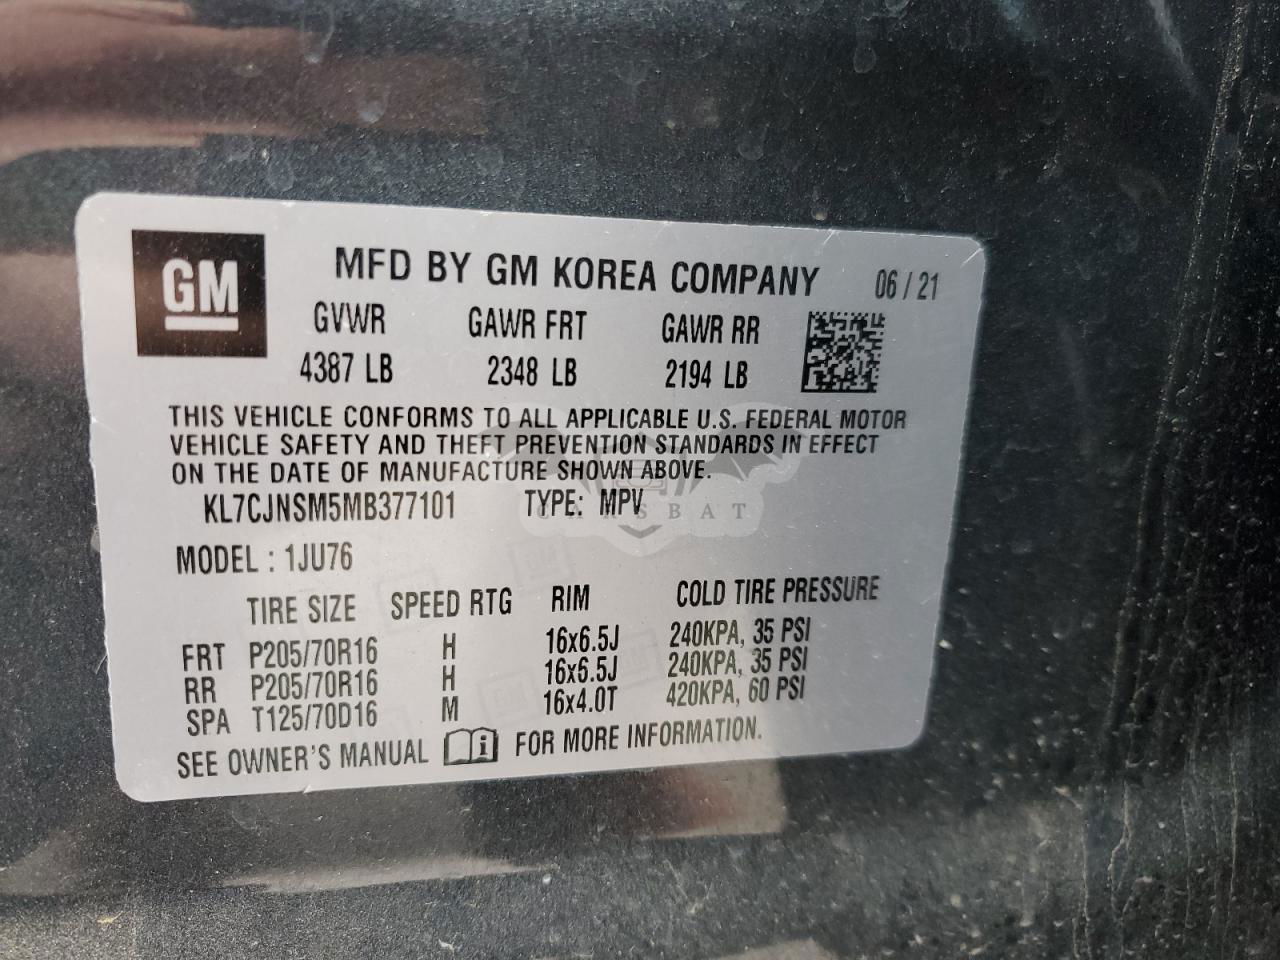 GM
MFD BY GM KOREA COMPANY 06 / 21
GVWR GAWR FRT GAWR RR
4387 LB 2348 LB 2194 LB
THIS VEHICLE CONFORMS TO ALL APPLICABLE U.S. FEDERAL MOTOR
VEHICLE SAFETY AND THEFT PREVENTION STANDARDS IN EFFECT
ON THE DATE OF MANUFACTURE SHOWN ABOVE.
KL7CJNSM5MB377101 TYPE: MPV
CARSBAT
MODEL : 1JU76
TIRE SIZE SPEED RTG RIM COLD TIRE PRESSURE
FRT P205/70R16 H 16x6.5J 240KPA, 35 PSI
RR P205/70R16 H 16x6.5J 240KPA, 35 PSI
SPA T125/70D16 M 16x4.0T 420KPA, 60 PSI
SEE OWNER'S MANUAL i FOR MORE INFORMATION.